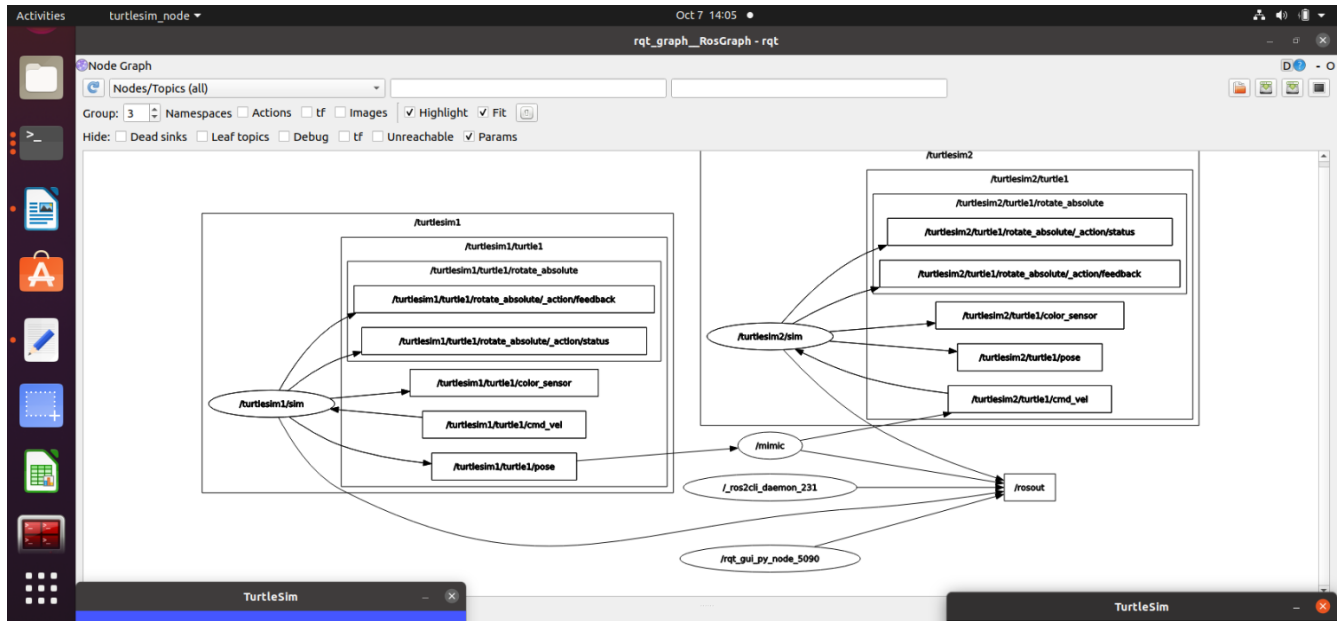 Activities
turtlesim_node
Oct 7 14:05
rqt_graph__RosGraph - rqt
Node Graph
D - O
Nodes/Topics (all)
Group: 3 Namespaces Actions tf Images Highlight Fit
Hide: Dead sinks Leaf topics Debug tf Unreachable Params
/turtlesim1
/turtlesim1/turtle1
/turtlesim1/turtle1/rotate_absolute
/turtlesim1/turtle1/rotate_absolute/_action/feedback
/turtlesim1/turtle1/rotate_absolute/_action/status
/turtlesim1/turtle1/color_sensor
/turtlesim1/sim
/turtlesim1/turtle1/cmd_vel
/turtlesim1/turtle1/pose
/turtlesim2
/turtlesim2/turtle1
/turtlesim2/turtle1/rotate_absolute
/turtlesim2/turtle1/rotate_absolute/_action/status
/turtlesim2/turtle1/rotate_absolute/_action/feedback
/turtlesim2/turtle1/color_sensor
/turtlesim2/sim
/turtlesim2/turtle1/pose
/turtlesim2/turtle1/cmd_vel
/mimic
/_ros2cli_daemon_231
/rosout
/rqt_gui_py_node_5090
TurtleSim
TurtleSim